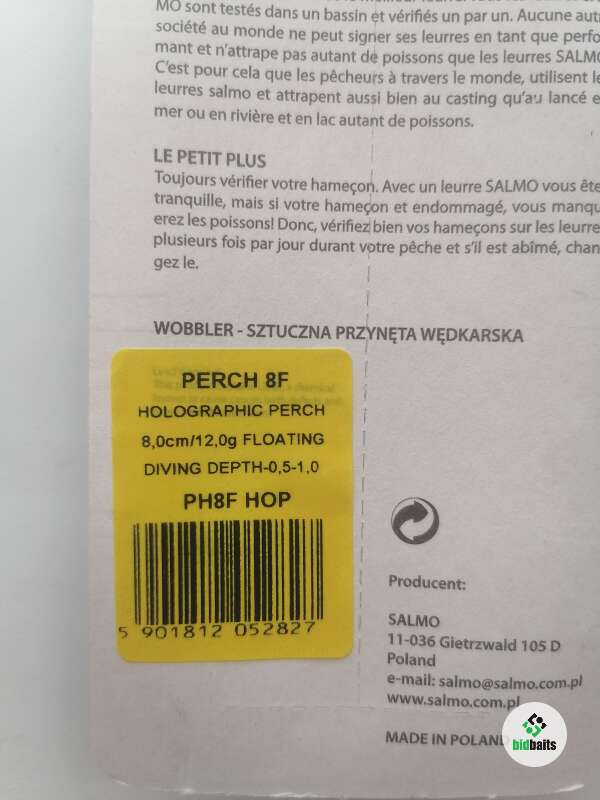 MO sont testés dans un bassin et vérifiés un par un. Aucune aut
société au monde ne peut signer ses leurres en tant que perfo
mant et n'attrape pas autant de poissons que les leurres SALMO
C'est pour cela que les pêcheurs à travers le monde, utilisent le
leurres salmo et attrapent aussi bien au casting qu'au lancé e
mer ou en rivière et en lac autant de poissons.
LE PETIT PLUS
Toujours vérifier votre hameçon. Avec un leurre SALMO vous ête
tranquille, mais si votre hameçon et endommagé, vous manqu
erez les poissons! Donc, vérifiez bien vos hameçons sur les leurre
plusieurs fois par jour durant votre pêche et s'il est abîmé, chan
gez le.
WOBBLER - SZTUCZNA PRZYNĘTA WĘDKARSKA
PERCH 8F
HOLOGRAPHIC PERCH
8,0cm/12,0g FLOATING
DIVING DEPTH-0,5-1,0
PH8F HOP
5 901812 052827
Producent:
SALMO
11-036 Gietrzwald 105 D
Poland
e-mail: salmo@salmo.com.pl
www.salmo.com.pl
MADE IN POLAND
bidbaits